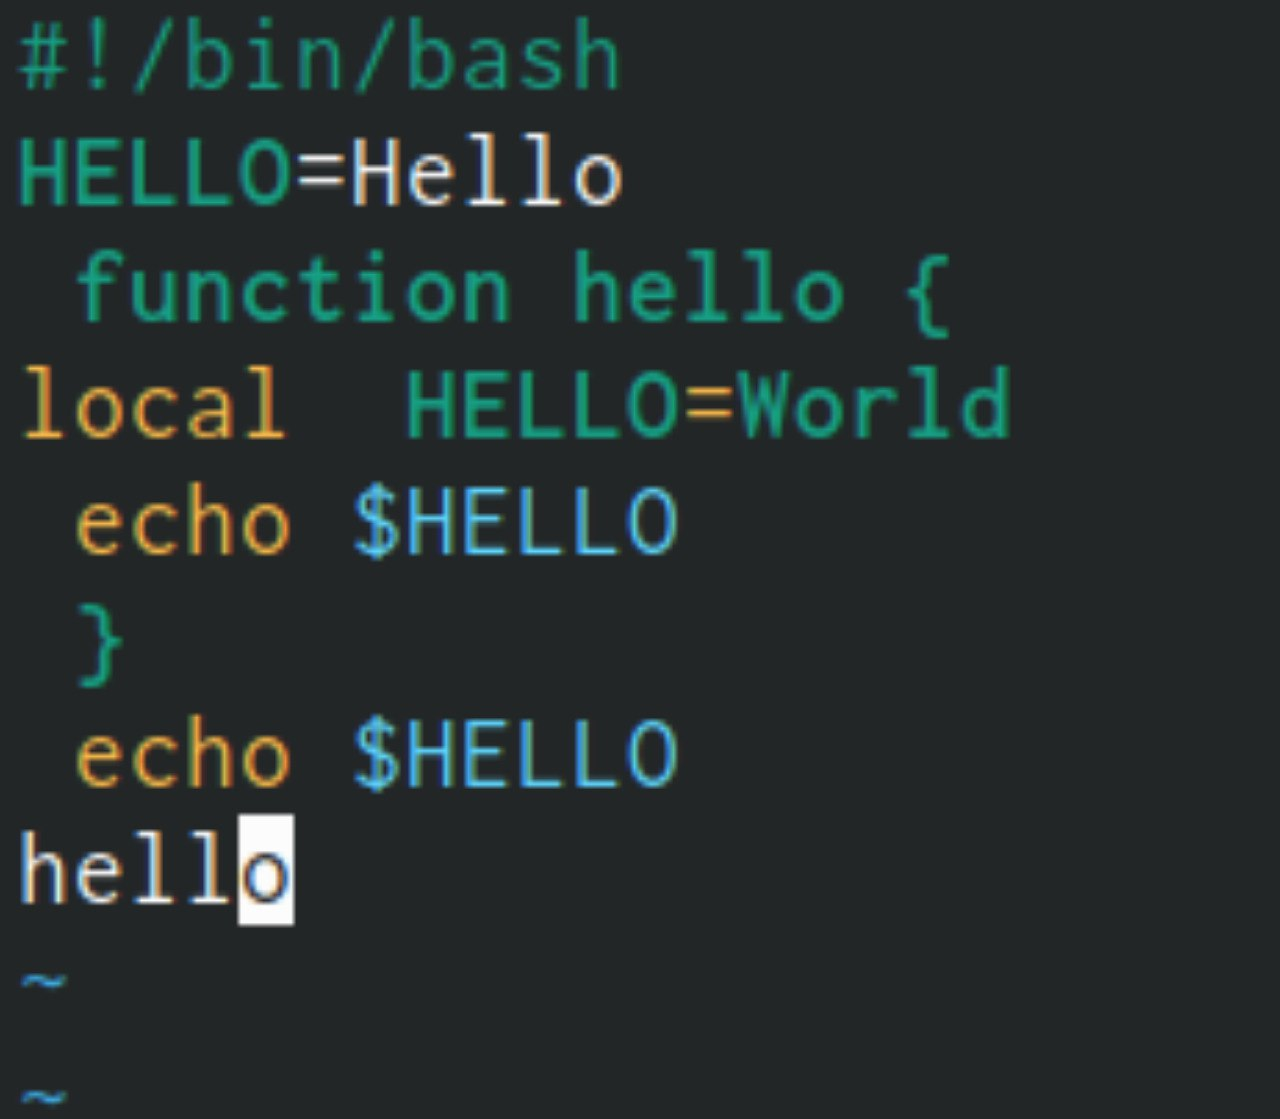 #!/bin/bash
HELLO=Hello
 function hello {
local  HELLO=World
 echo $HELLO
 }
 echo $HELLO
hello
~
~